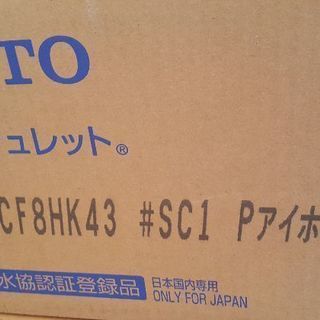 TO
ュレット®
CF8HK43 #SC1 Pアイホ
水協認証登録品 日本国内専用
ONLY FOR JAPAN